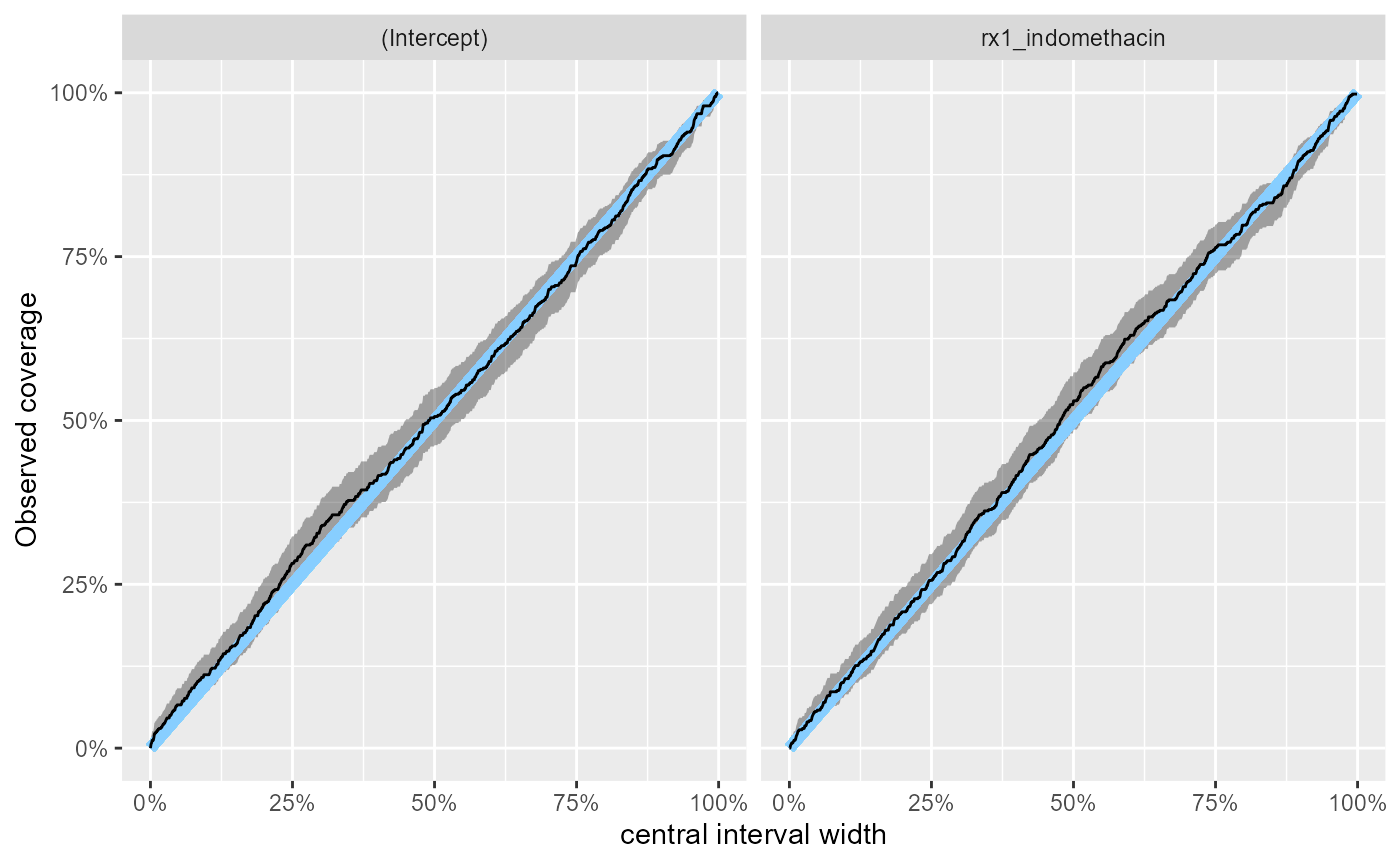 (Intercept)
rx1_indomethacin
Observed coverage
100%
75%
50%
25%
0%
0% 25% 50% 75% 100%
0% 25% 50% 75% 100%
central interval width